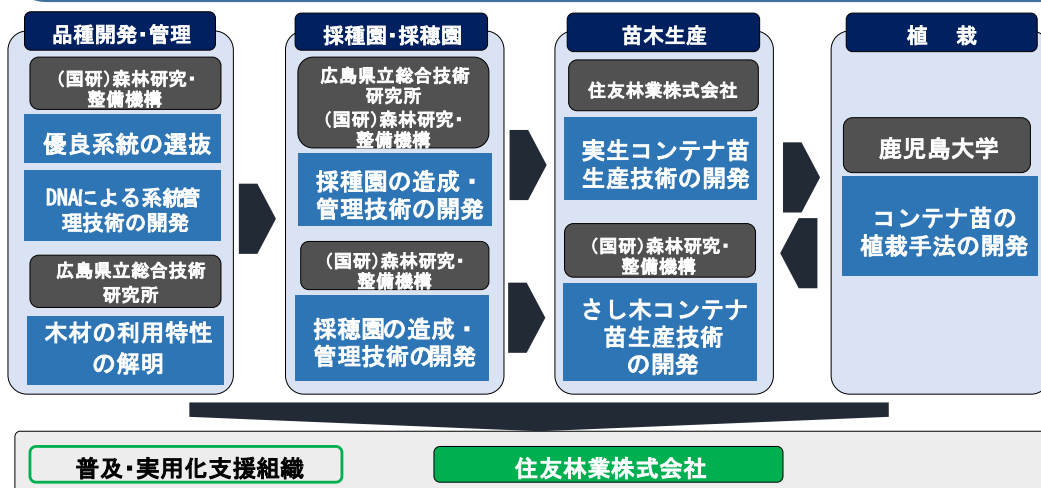 品種開発・管理
(国研)森林研究・
整備機構
優良系統の選抜
DNAによる系統管
理技術の開発
広島県立総合技術
研究所
木材の利用特性
の解明
採種園・採穂園
広島県立総合技術
研究所
(国研)森林研究・
整備機構
採種園の造成・
管理技術の開発
(国研)森林研究・
整備機構
採穂園の造成・
管理技術の開発
苗木生産
住友林業株式会社
実生コンテナ苗
生産技術の開発
(国研)森林研究・
整備機構
さし木コンテナ
苗生産技術
の開発
植 栽
鹿児島大学
コンテナ苗の
植栽手法の開発
普及・実用化支援組織
住友林業株式会社